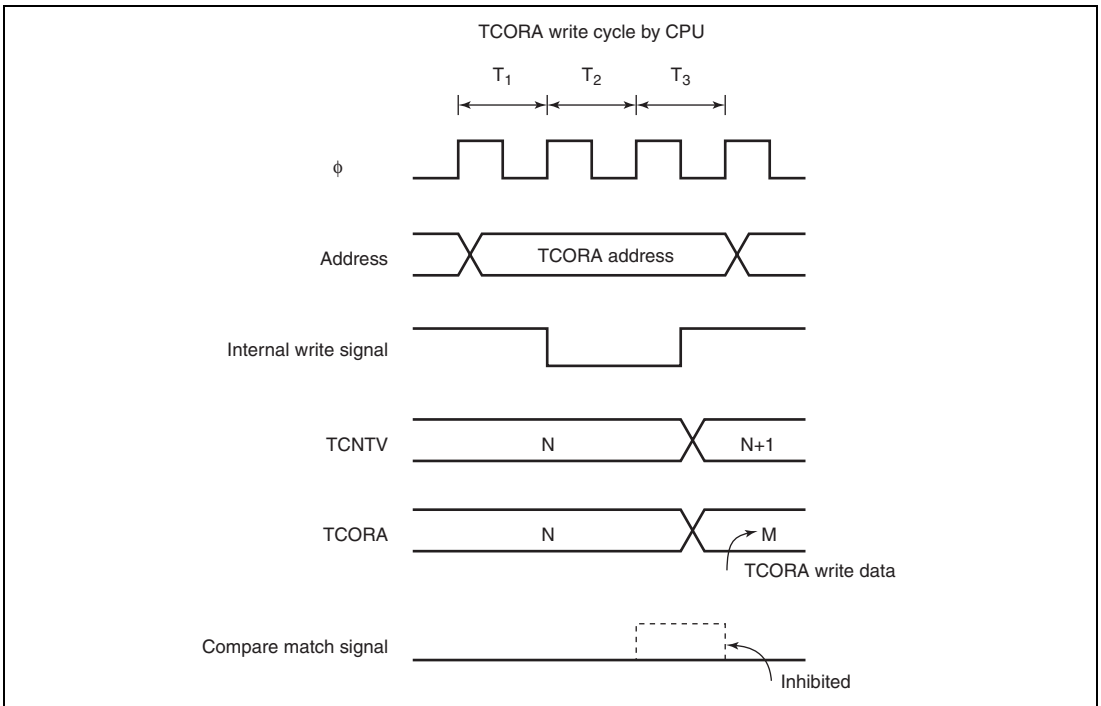 TCORA write cycle by CPU
T1 T2 T3
ϕ
Address TCORA address
Internal write signal
TCNTV N N+1
TCORA N M
TCORA write data
Compare match signal
Inhibited